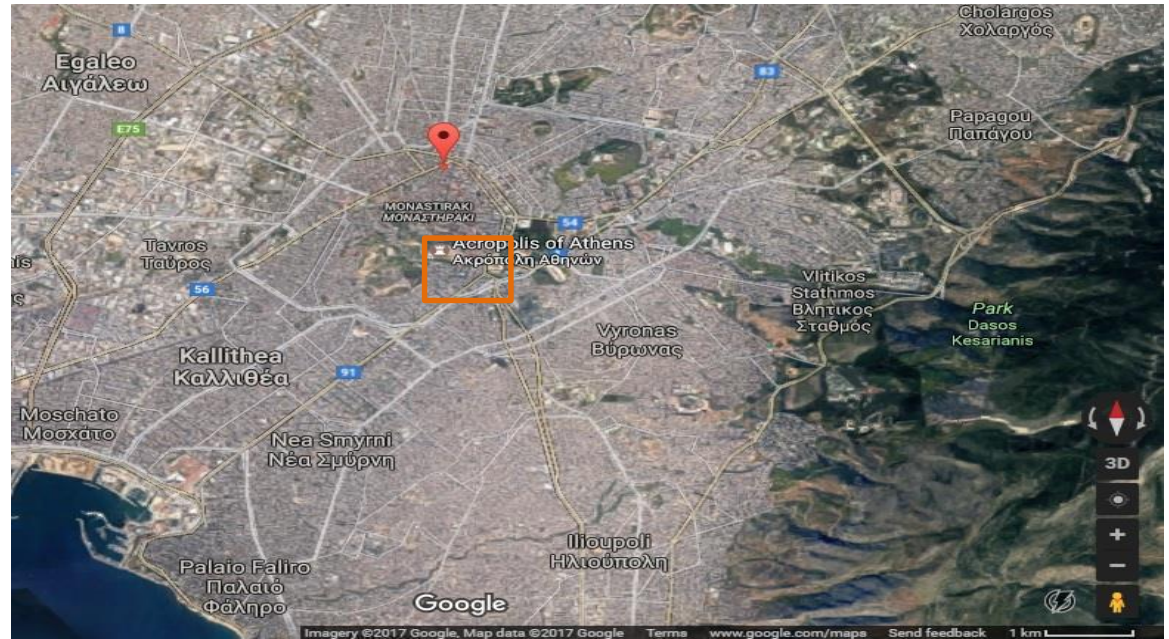 Cholargos
Χολαργός
8
Egaleo
Αιγάλεω
83
E75
Papagou
Παπάγου
MONASTIRAKI
ΜΟΝΑΣΤΗΡΑΚΙ
54
Acropolis of Athens
Ακρόπολη Αθηνών
Tavros
Ταύρος
56
Vlitikos
Stathmos
Βλητικος
Σταθμός
Park
Dasos
Kesarianis
Vyronas
Βύρωνας
Kallithea
Καλλιθέα
91
Moschato
Μοσχάτο
Nea Smyrni
Νέα Σμύρνη
3D
Ilioupoli
Ηλιούπολη
Palaio Faliro
Παλαιό
Φάληρο
Google
Imagery ©2017 Google, Map data ©2017 Google Terms www.google.com/maps Send feedback 1 km